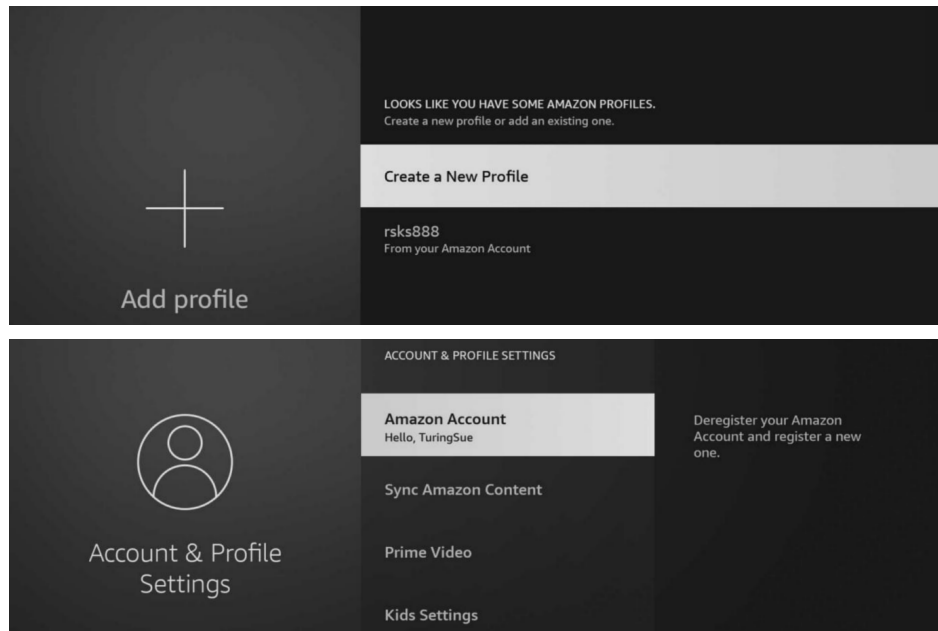 LOOKS LIKE YOU HAVE SOME AMAZON PROFILES.
Create a new profile or add an existing one.
Create a New Profile
rsks888
From your Amazon Account
Add profile
ACCOUNT & PROFILE SETTINGS
Amazon Account
Hello, TuringSue
Sync Amazon Content
Prime Video
Kids Settings
Deregister your Amazon
Account and register a new
one.
Account & Profile
Settings